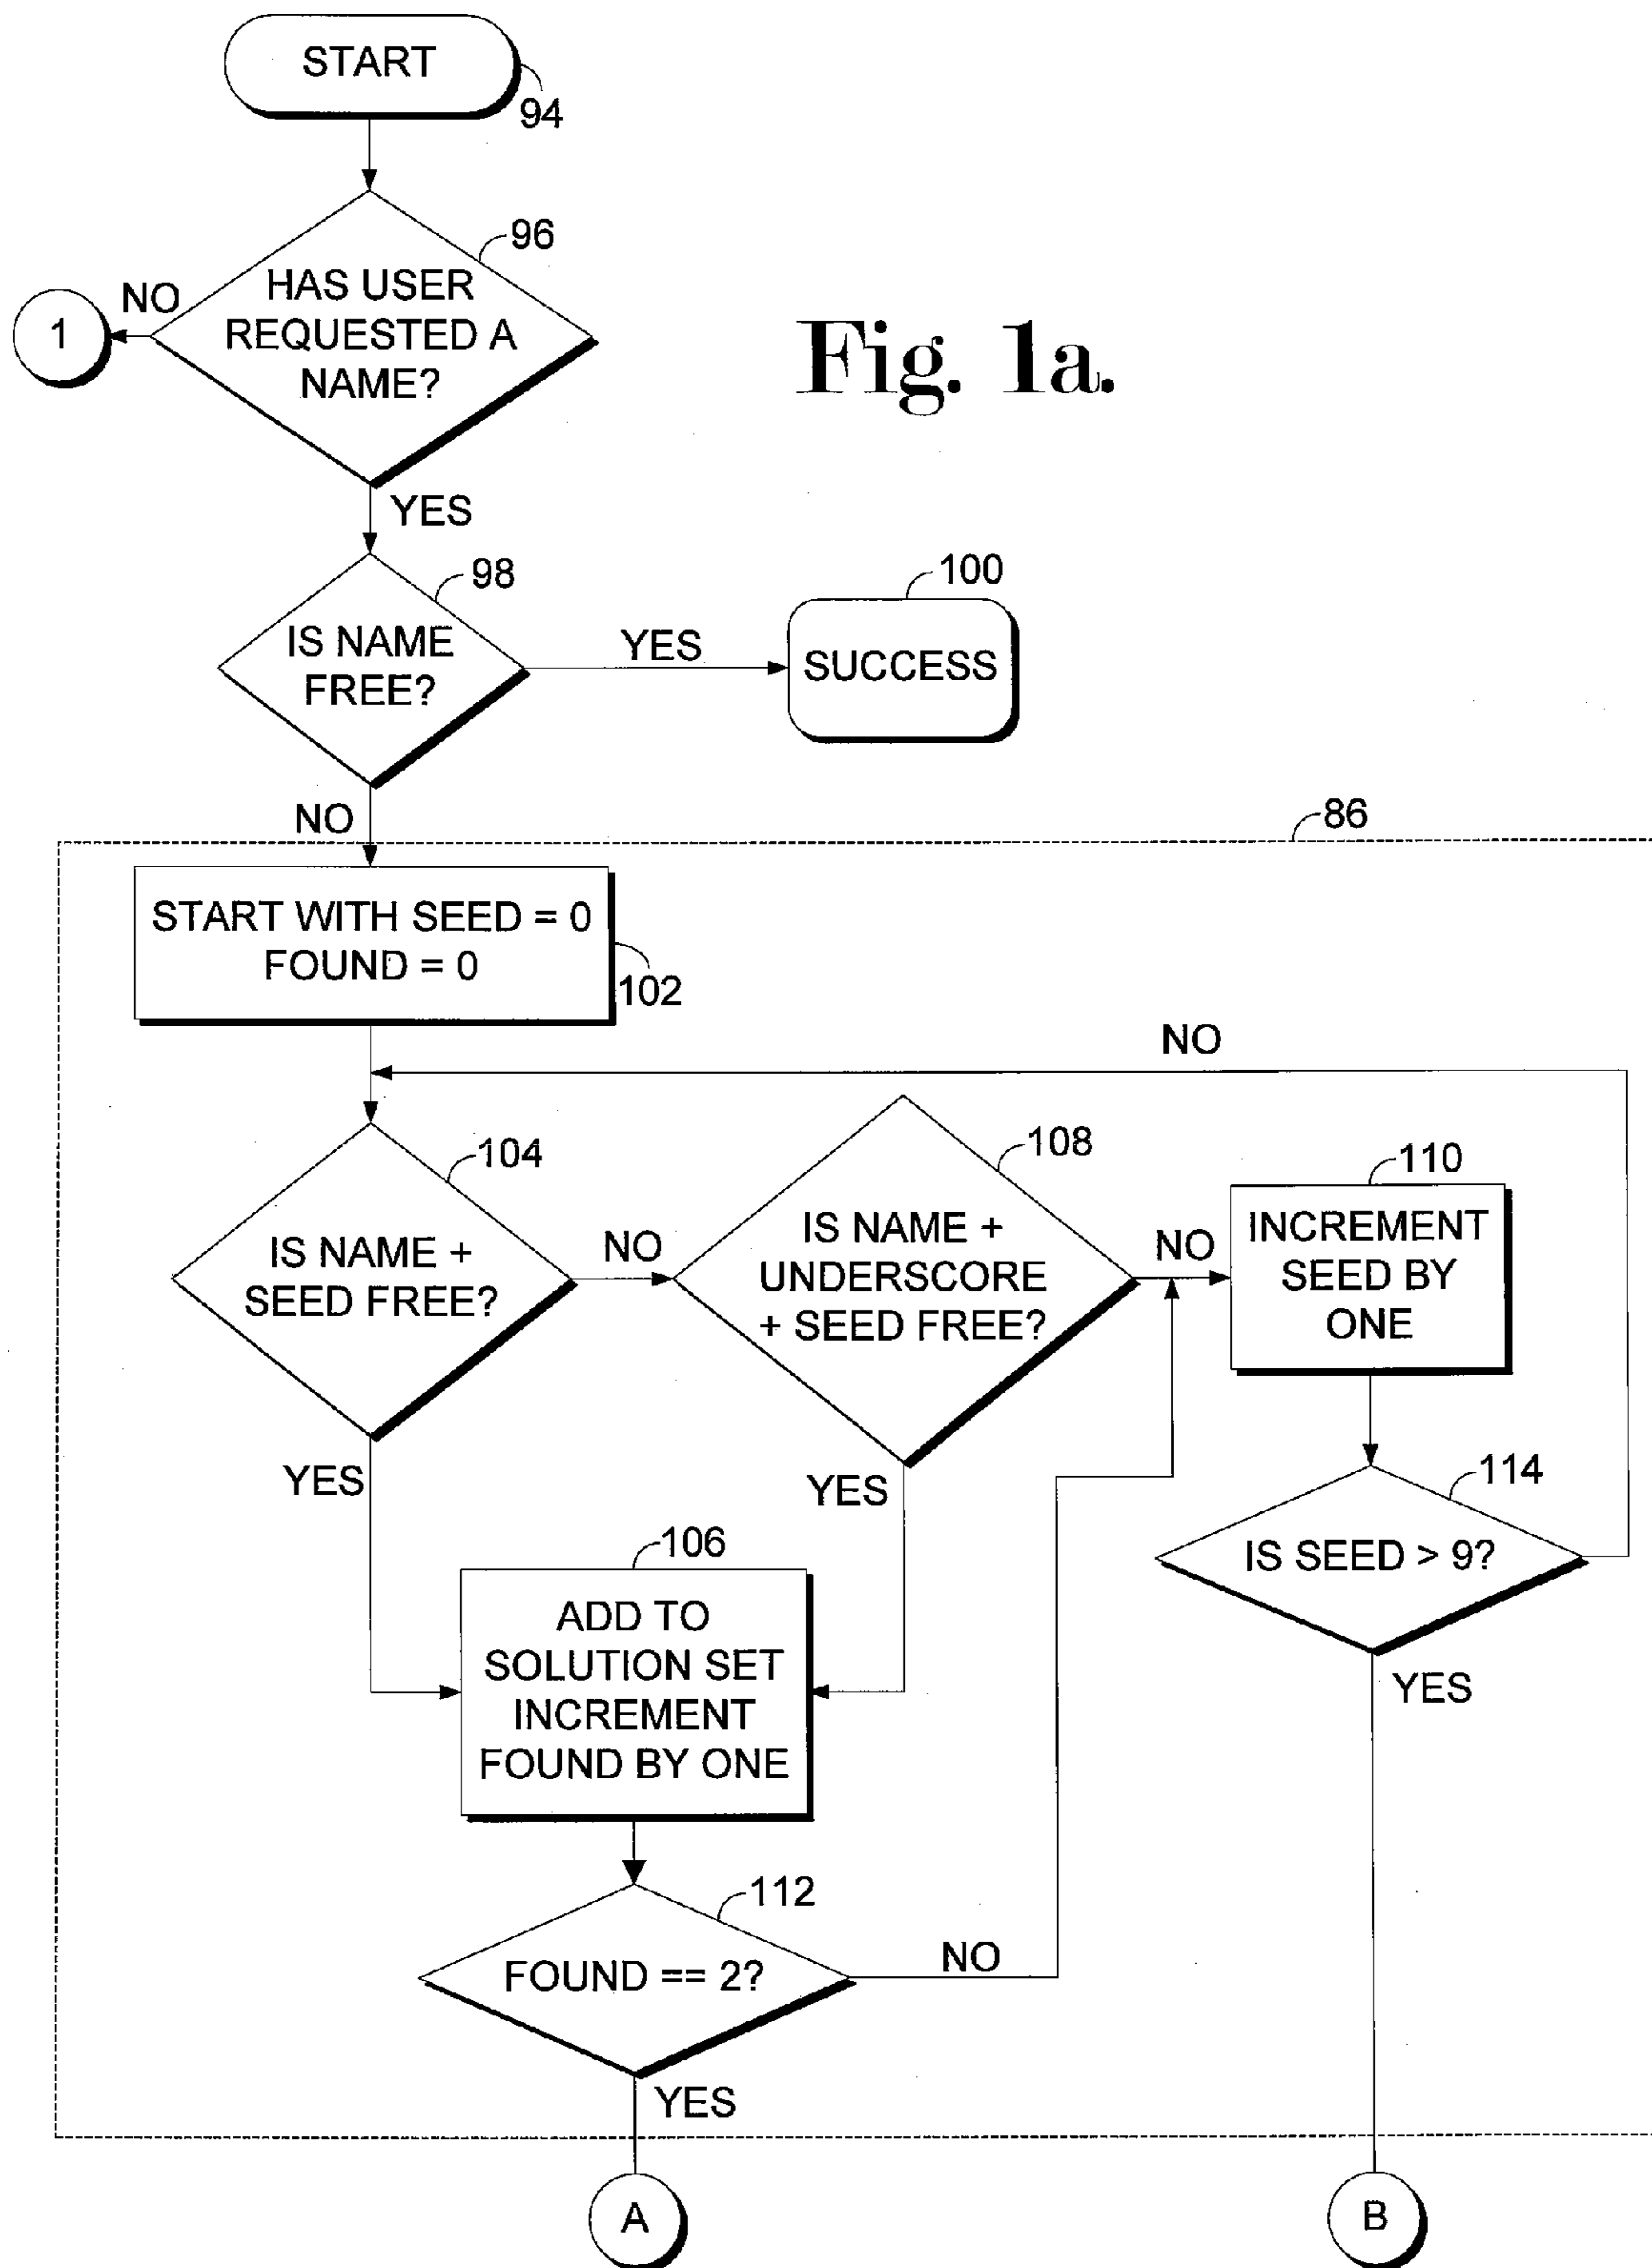 START
94
96
HAS USER
REQUESTED A
NAME?
NO
1
Fig. 1a.
YES
98
IS NAME
FREE?
YES
100
SUCCESS
NO
86
START WITH SEED = 0
FOUND = 0
102
NO
104
IS NAME +
SEED FREE?
NO
108
IS NAME +
UNDERSCORE
+ SEED FREE?
NO
110
INCREMENT
SEED BY
ONE
YES
YES
114
IS SEED > 9?
106
ADD TO
SOLUTION SET
INCREMENT
FOUND BY ONE
YES
112
FOUND == 2?
NO
YES
A
B